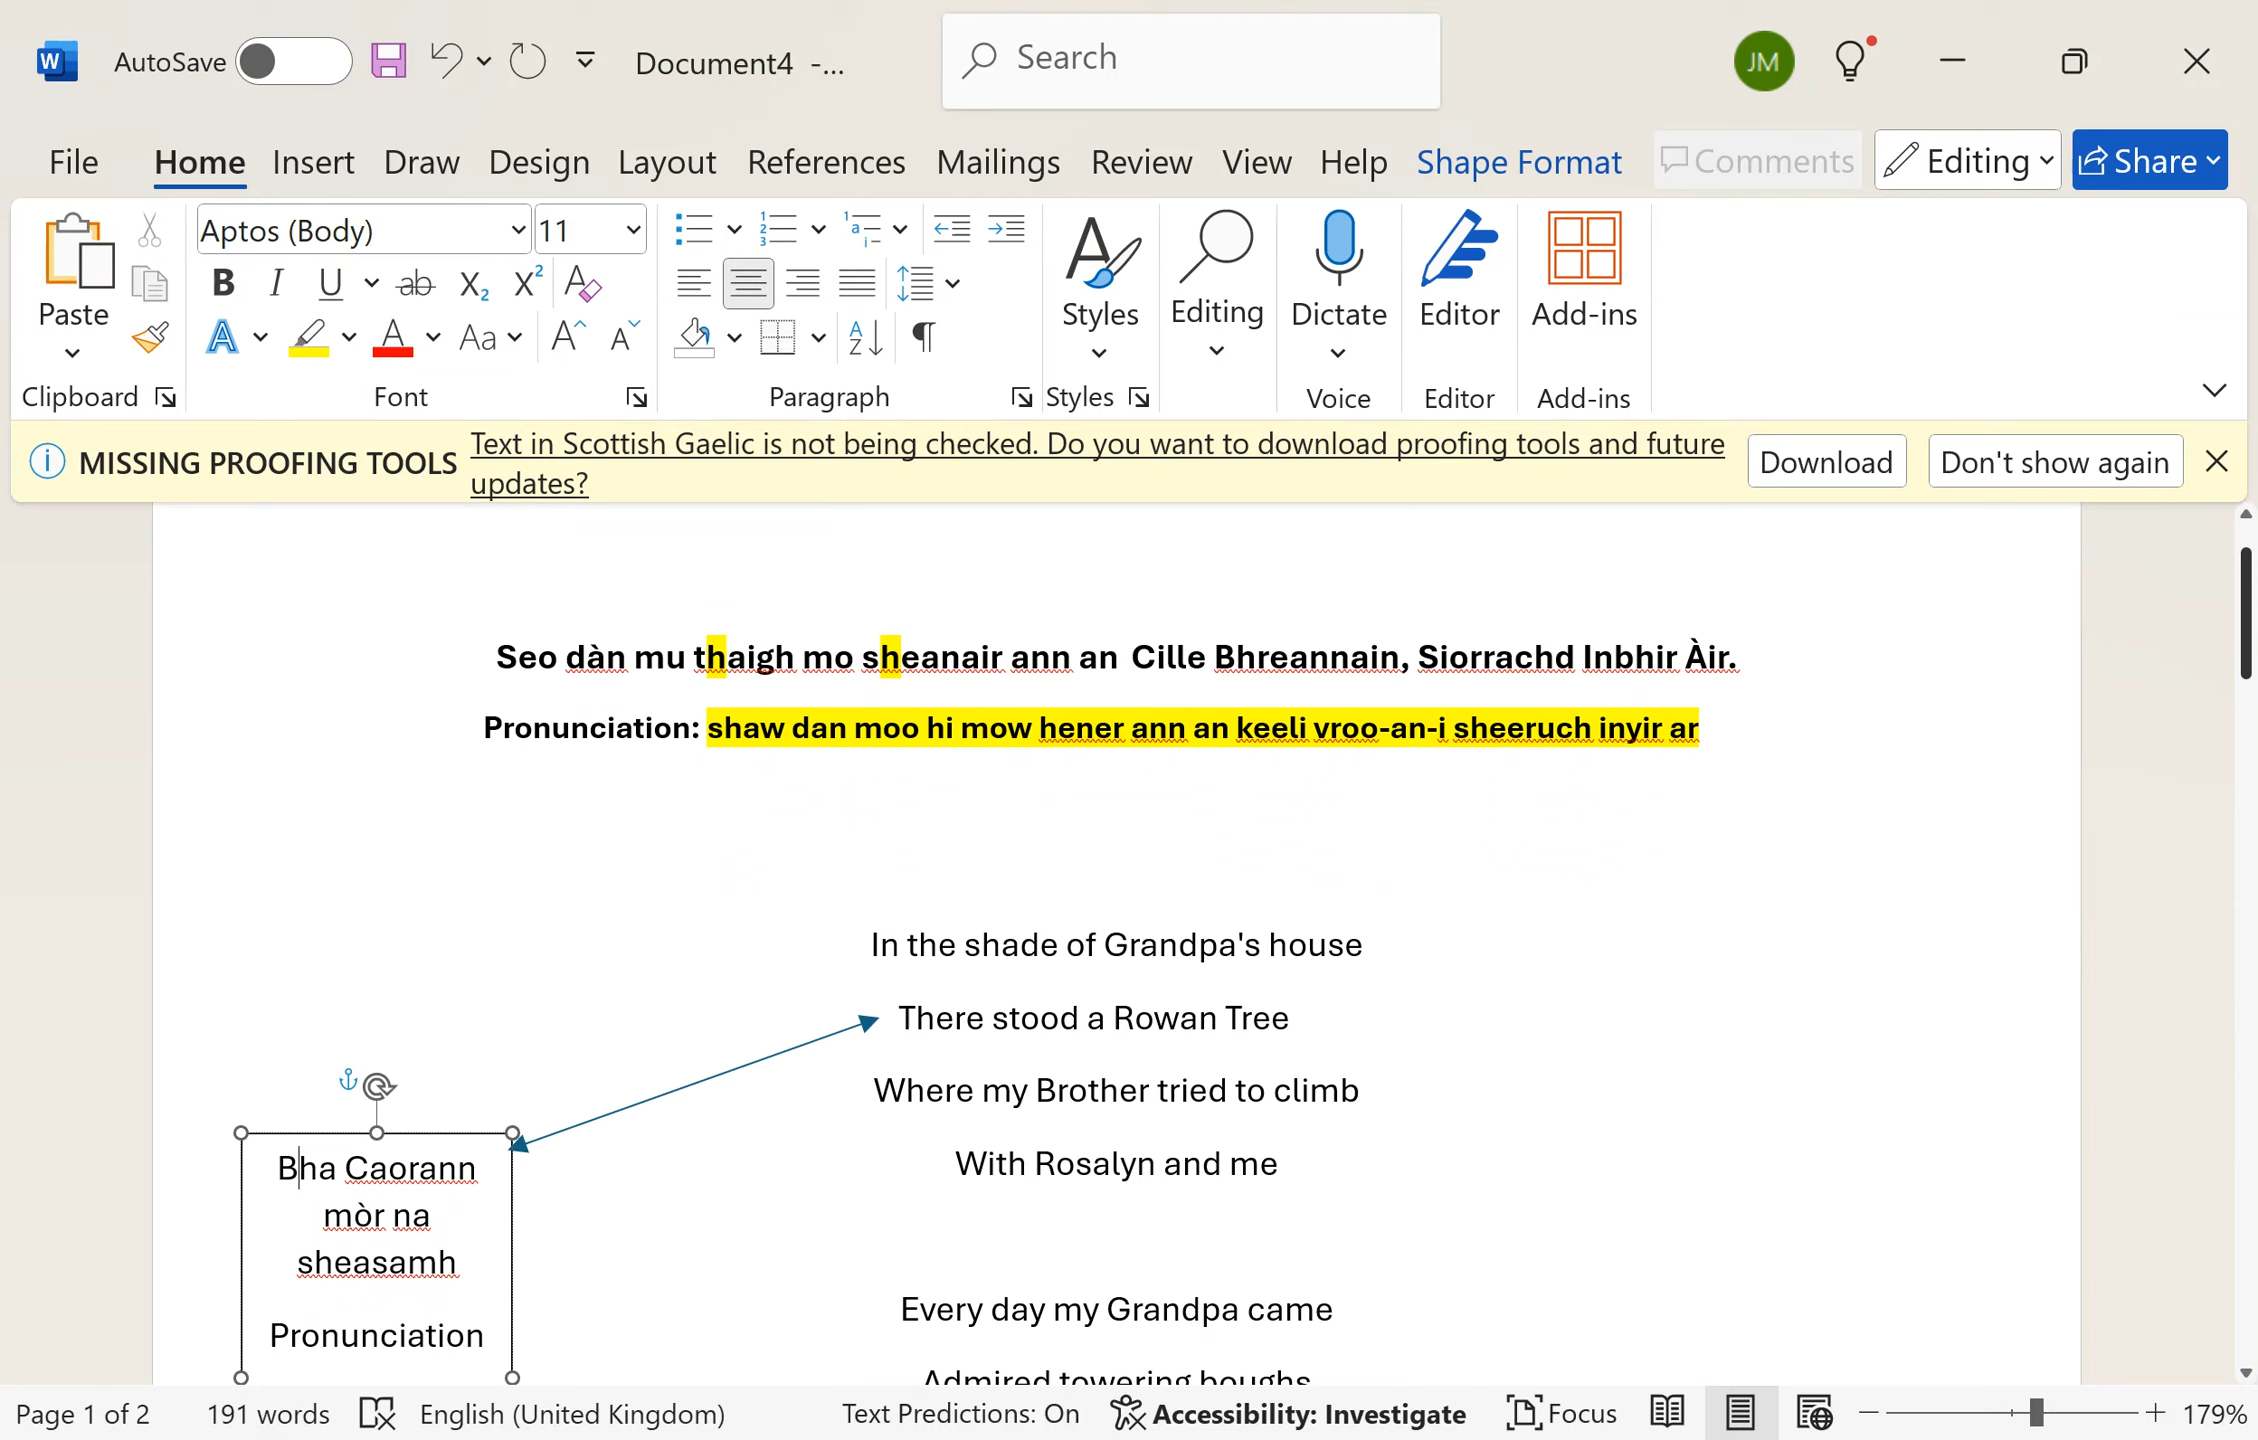 AutoSave
Document4 -...
Search
JM
File Home Insert Draw Design Layout References Mailings Review View Help Shape Format Comments Editing Share
Paste
Clipboard
Aptos (Body) 11
Font
Paragraph
Styles
Styles
Editing
Dictate
Voice
Editor
Editor
Add-ins
Add-ins
MISSING PROOFING TOOLS Text in Scottish Gaelic is not being checked. Do you want to download proofing tools and future
updates?
Download Don't show again
Seo dàn mu thaigh mo sheanair ann an Cille Bhreannain, Siorrachd Inbhir Àir.
Pronunciation: shaw dan moo hi mow hener ann an keeli vroo-an-i sheeruch inyir ar
In the shade of Grandpa's house
There stood a Rowan Tree
Where my Brother tried to climb
With Rosalyn and me
Bha Caorann
mòr na
sheasamh
Pronunciation
Every day my Grandpa came
Admired towering boughs
Page 1 of 2 191 words English (United Kingdom) Text Predictions: On Accessibility: Investigate Focus 179%